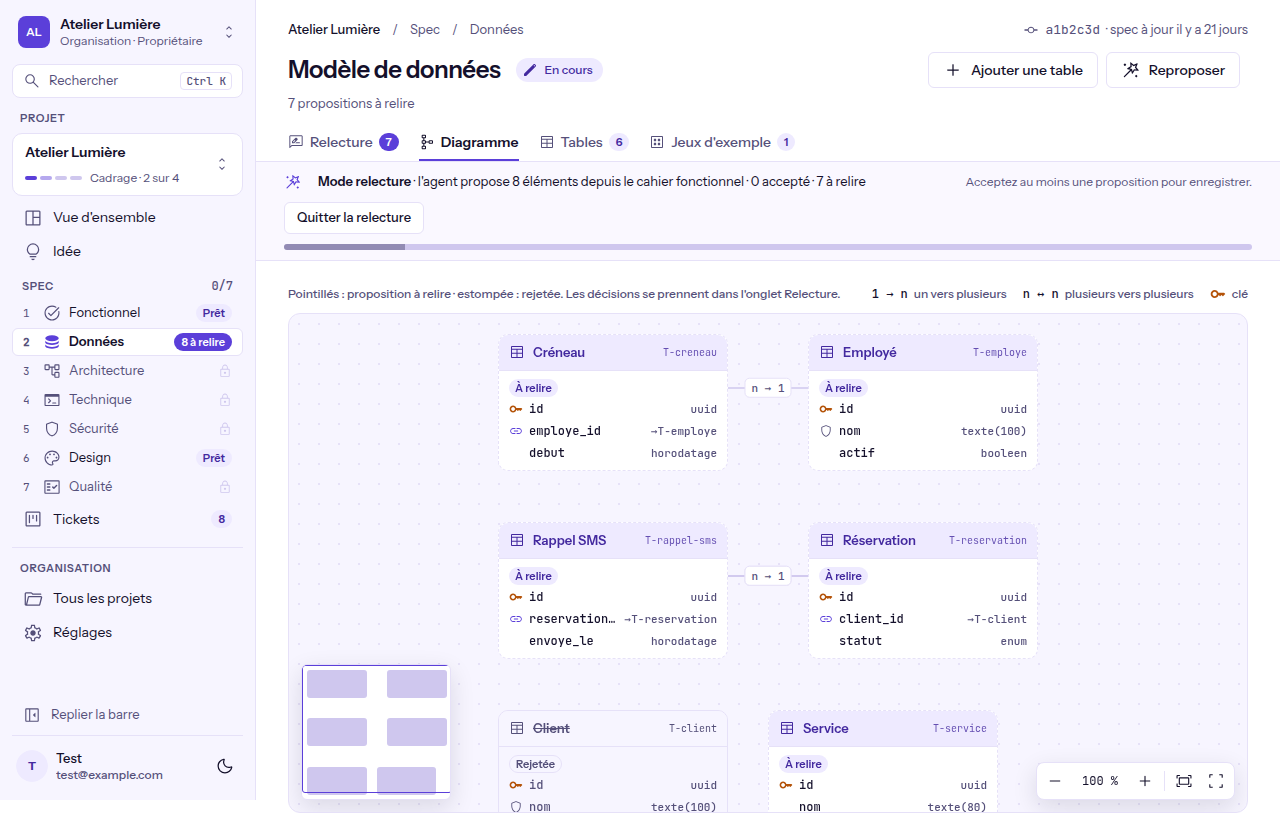 AL
Atelier Lumière
Organisation · Propriétaire
Rechercher
Ctrl K
PROJET
Atelier Lumière
Cadrage · 2 sur 4
Vue d'ensemble
Idée
SPEC 0/7
1 Fonctionnel Prêt
2 Données 8 à relire
3 Architecture
4 Technique
5 Sécurité
6 Design Prêt
7 Qualité
Tickets 8
ORGANISATION
Tous les projets
Réglages
Replier la barre
T
Test
test@example.com
Atelier Lumière / Spec / Données
a1b2c3d · spec à jour il y a 21 jours
Modèle de données
En cours
Ajouter une table
Reproposer
7 propositions à relire
Relecture 7
Diagramme
Tables 6
Jeux d'exemple 1
Mode relecture · l'agent propose 8 éléments depuis le cahier fonctionnel · 0 accepté · 7 à relire
Acceptez au moins une proposition pour enregistrer.
Quitter la relecture
Pointillés : proposition à relire · estompée : rejetée. Les décisions se prennent dans l'onglet Relecture.
1 → n un vers plusieurs
n ↔ n plusieurs vers plusieurs
clé
Créneau T-creneau
À relire
id uuid
employe_id →T-employe
debut horodatage
n → 1
Employé T-employe
À relire
id uuid
nom texte(100)
actif booleen
Rappel SMS T-rappel-sms
À relire
id uuid
reservation… →T-reservation
envoye_le horodatage
n → 1
Réservation T-reservation
À relire
id uuid
client_id →T-client
statut enum
Client T-client
Rejetée
id uuid
nom texte(100)
Service T-service
À relire
id uuid
nom texte(80)
100 %